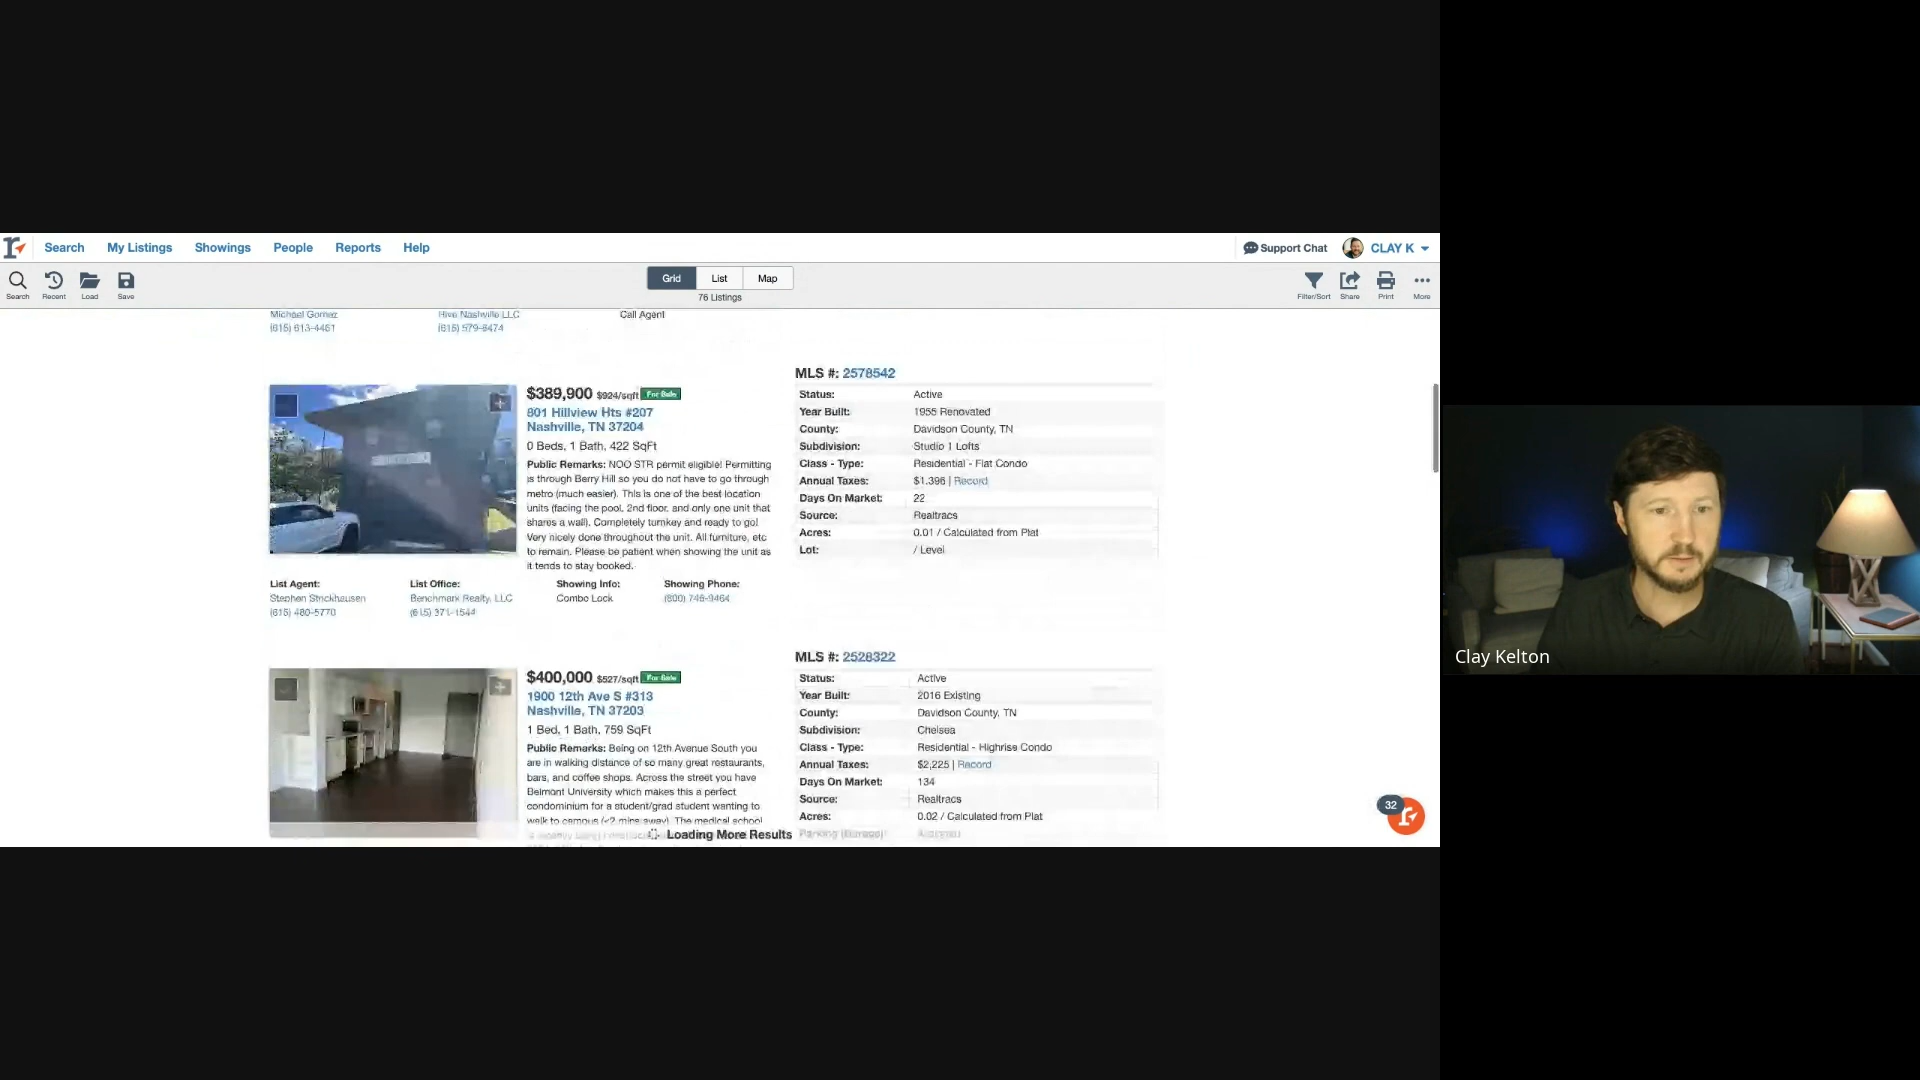 Search My Listings Showings People Reports Help
Support Chat CLAY K
Search Recent Load Save
Grid List Map
76 Listings
Filter/Sort Share Print More
Michael Gomez Hive Nashville LLC Call Agent
(615) 613-4461 (615) 579-8474
MLS #: 2578542
$389,900 $924/sqft For Sale
801 Hillview Hts #207
Nashville, TN 37204
0 Beds, 1 Bath, 422 SqFt
Public Remarks: NOO STR permit eligible! Permitting
is through Berry Hill so you do not have to go through
metro (much easier). This is one of the best location
units (facing the pool, 2nd floor, and only one unit that
shares a wall). Completely turnkey and ready to go!
Very nicely done throughout the unit. All furniture, etc
to remain. Please be patient when showing the unit as
it tends to stay booked.
Status: Active
Year Built: 1955 Renovated
County: Davidson County, TN
Subdivision: Studio 1 Lofts
Class - Type: Residential - Flat Condo
Annual Taxes: $1,396 | Record
Days On Market: 22
Source: Realtracs
Acres: 0.01 / Calculated from Plat
Lot: / Level
List Agent: List Office: Showing Info: Showing Phone:
Stephen Strickhausen Benchmark Realty, LLC Combo Lock (800) 746-9464
(615) 480-5770 (615) 371-1544
MLS #: 2528322
$400,000 $527/sqft For Sale
1900 12th Ave S #313
Nashville, TN 37203
1 Bed, 1 Bath, 759 SqFt
Public Remarks: Being on 12th Avenue South you
are in walking distance of so many great restaurants,
bars, and coffee shops. Across the street you have
Belmont University which makes this a perfect
condominium for a student/grad student wanting to
walk to campus (<2 mins away). The medical school
Status: Active
Year Built: 2016 Existing
County: Davidson County, TN
Subdivision: Chelsea
Class - Type: Residential - Highrise Condo
Annual Taxes: $2,225 | Record
Days On Market: 134
Source: Realtracs
Acres: 0.02 / Calculated from Plat
Parking (Garage)
Loading More Results
32
Clay Kelton